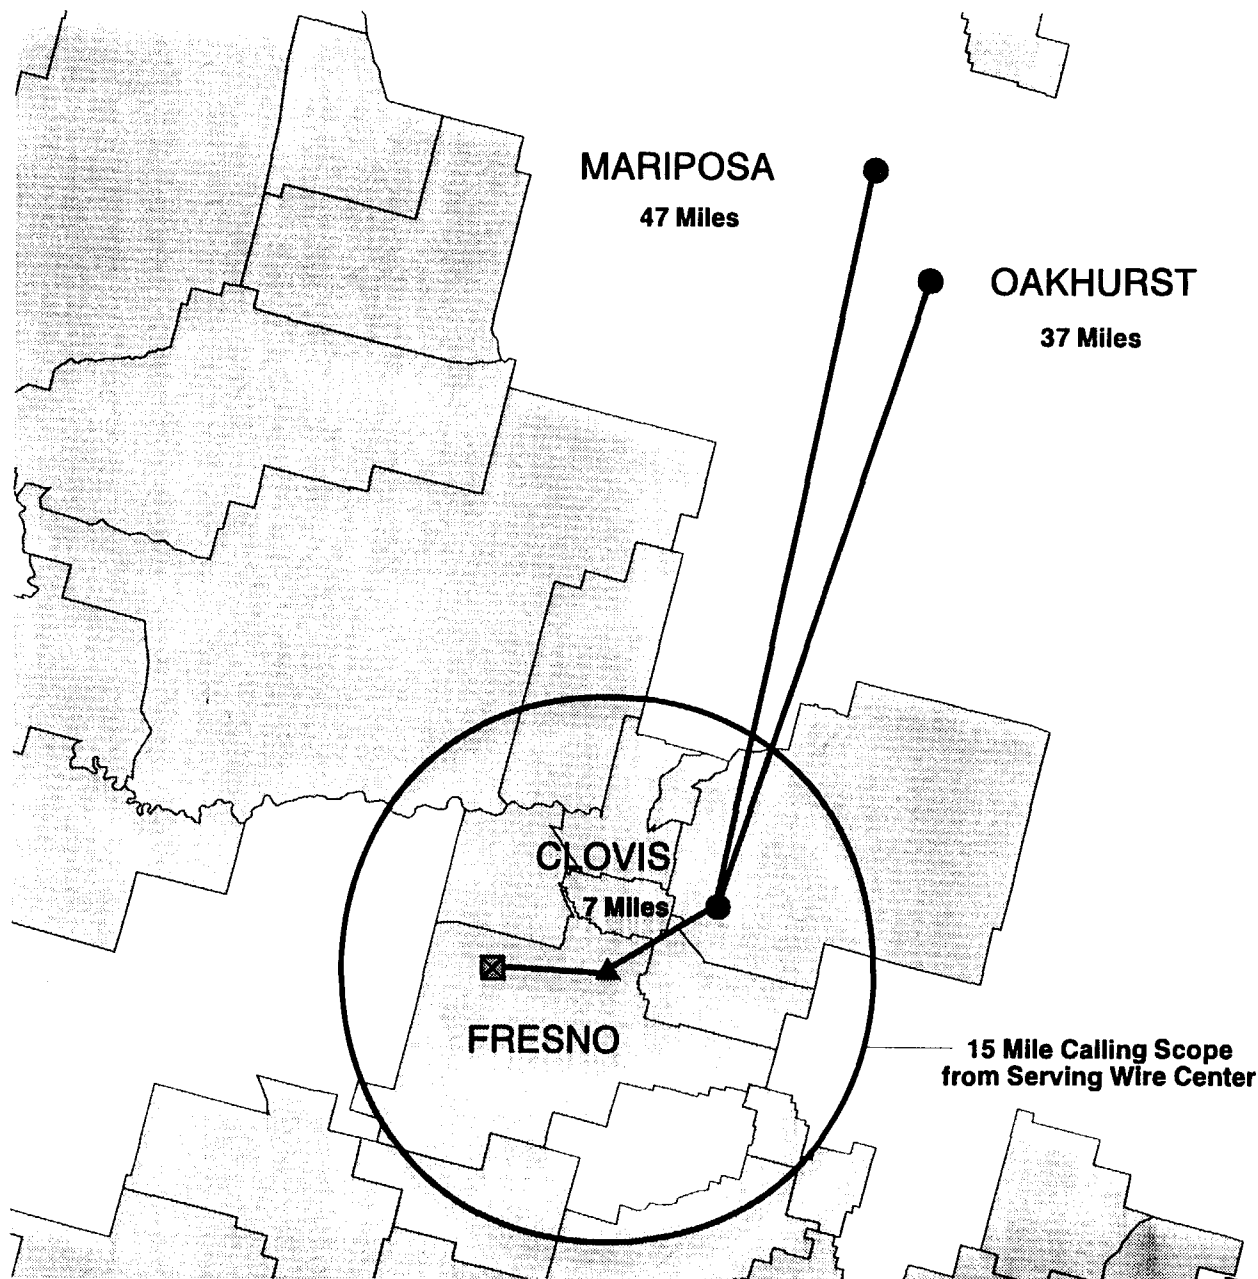 MARIPOSA
47 Miles
OAKHURST
37 Miles
CLOVIS
7 Miles
FRESNO
15 Mile Calling Scope
from Serving Wire Center